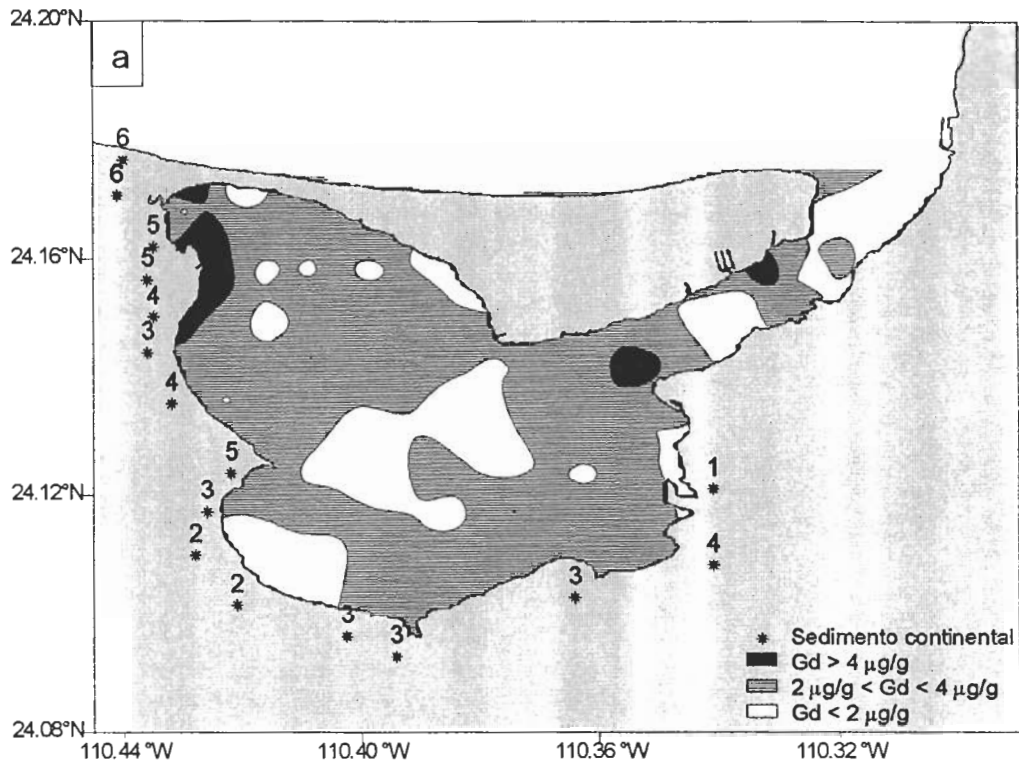 24.20°N
a
6
6
5
5
24.16°N
4
3
4
5
1
24.12°N
3
2
4
3
2
3
3
* Sedimento continental
Gd > 4 µg/g
2 µg/g < Gd < 4 µg/g
Gd < 2 µg/g
24.08°N
110.44°W 110.40°W 110.36°W 110.32°W